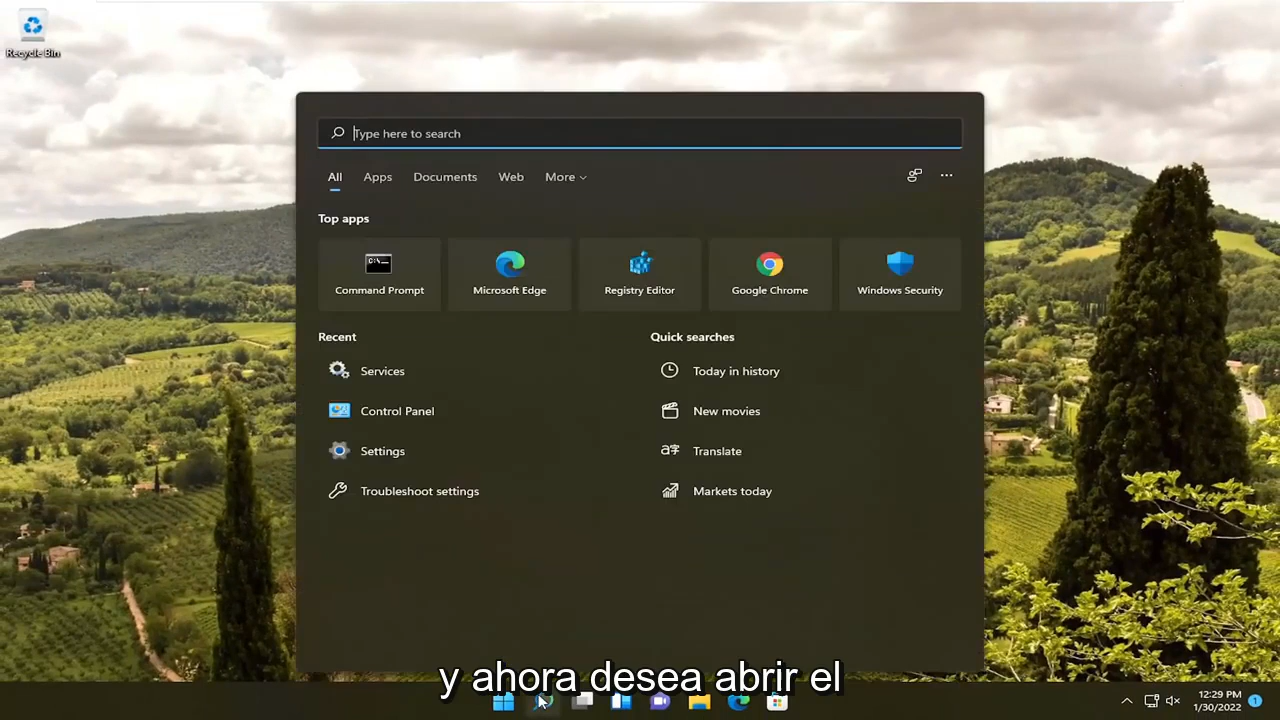 Recycle Bin
Type here to search
All Apps Documents Web More
Top apps
Command Prompt Microsoft Edge Registry Editor Google Chrome Windows Security
Recent Quick searches
Services Today in history
Control Panel New movies
Settings Translate
Troubleshoot settings Markets today
y ahora desea abrir el
12:29 PM
1/30/2022 1